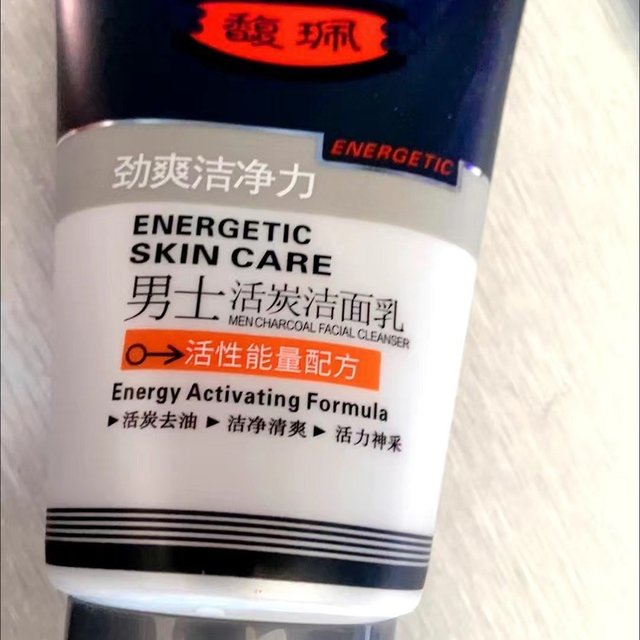 馥珮
ENERGETIC
劲爽洁净力
ENERGETIC
SKIN CARE
男士活炭洁面乳
MEN CHARCOAL FACIAL CLEANSER
活性能量配方
Energy Activating Formula
▶活炭去油 ▶ 洁净清爽 ▶ 活力神采